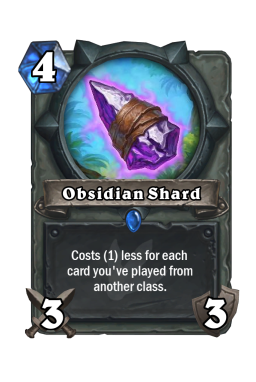 4
Obsidian Shard
Costs (1) less for each
card you've played from
another class.
3
3